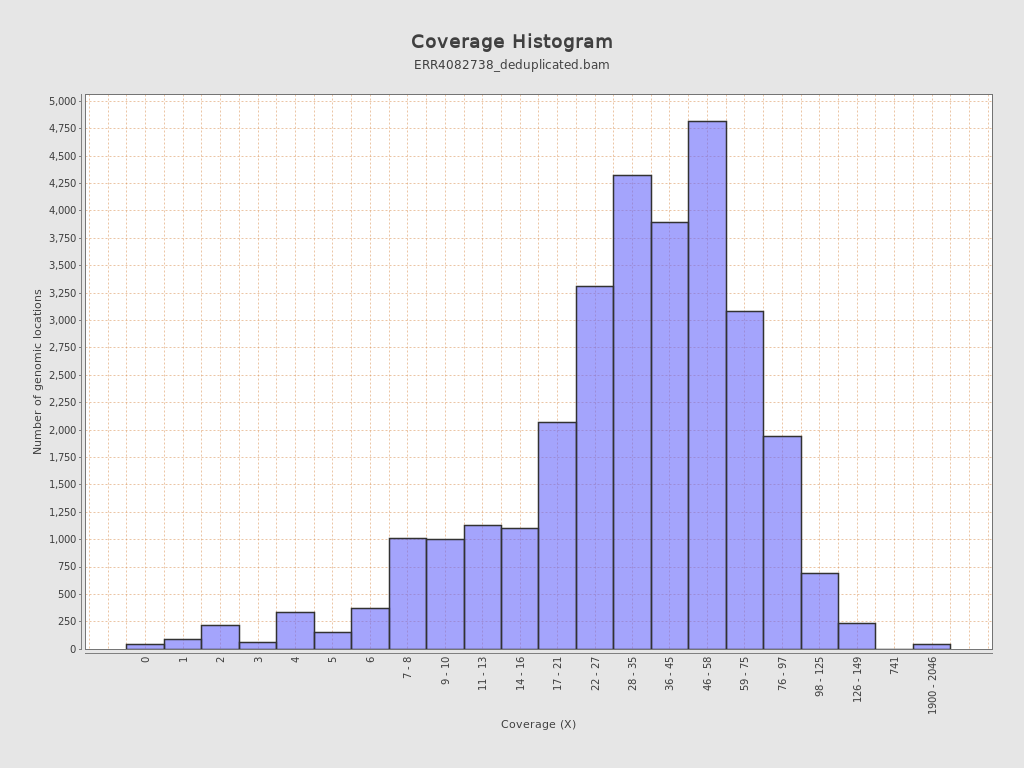 Coverage Histogram
ERR4082738_deduplicated.bam
Number of genomic locations
5,000
4,750
4,500
4,250
4,000
3,750
3,500
3,250
3,000
2,750
2,500
2,250
2,000
1,750
1,500
1,250
1,000
750
500
250
0
0
1
2
3
4
5
6
7 - 8
9 - 10
11 - 13
14 - 16
17 - 21
22 - 27
28 - 35
36 - 45
46 - 58
59 - 75
76 - 97
98 - 125
126 - 149
741
1900 - 2046
Coverage (X)